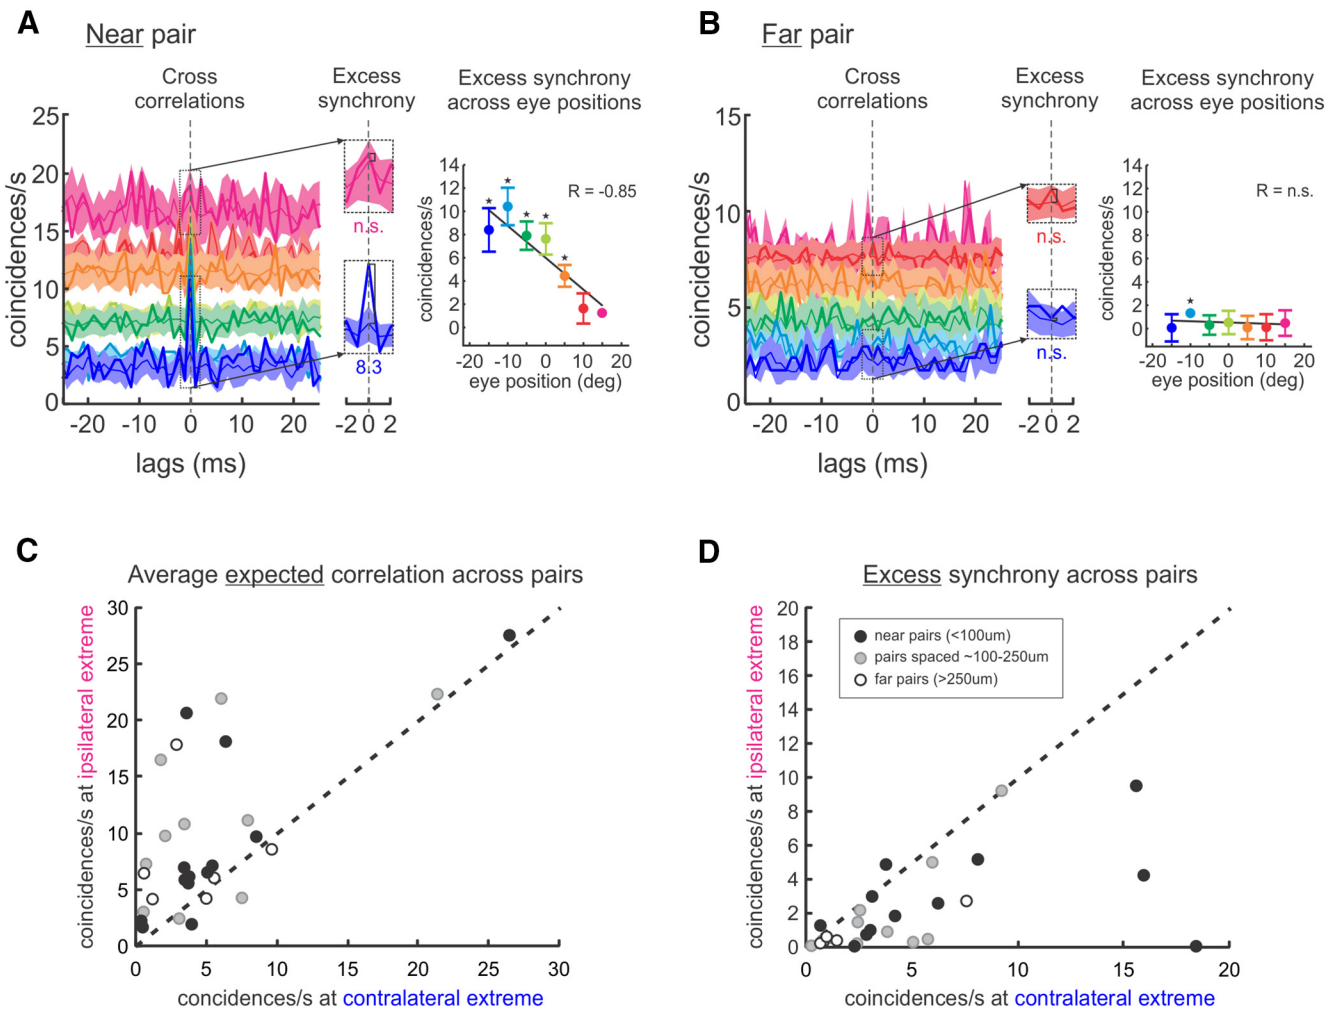 A
Near pair
Cross
correlations
Excess
synchrony
Excess synchrony
across eye positions
coincidences/s
25
20
15
10
5
0
-20 -10 0 10 20
lags (ms)
n.s.
8.3
-2 0 2
coincidences/s
14
12
10
8
6
4
2
0
★ ★ ★ ★ ★
R = -0.85
-20 -10 0 10 20
eye position (deg)
B
Far pair
Cross
correlations
Excess
synchrony
Excess synchrony
across eye positions
coincidences/s
15
10
5
0
-20 -10 0 10 20
lags (ms)
n.s.
n.s.
-2 0 2
coincidences/s
14
12
10
8
6
4
2
0
★
R = n.s.
-20 -10 0 10 20
eye position (deg)
C
Average expected correlation across pairs
coincidences/s at ipsilateral extreme
30
25
20
15
10
5
0
0 5 10 15 20 25 30
concidences/s at contralateral extreme
D
Excess synchrony across pairs
coincidences/s at ipsilateral extreme
20
18
16
14
12
10
8
6
4
2
0
near pairs (<100um)
pairs spaced ~100-250um
far pairs (>250um)
0 5 10 15 20
coincidences/s at contralateral extreme